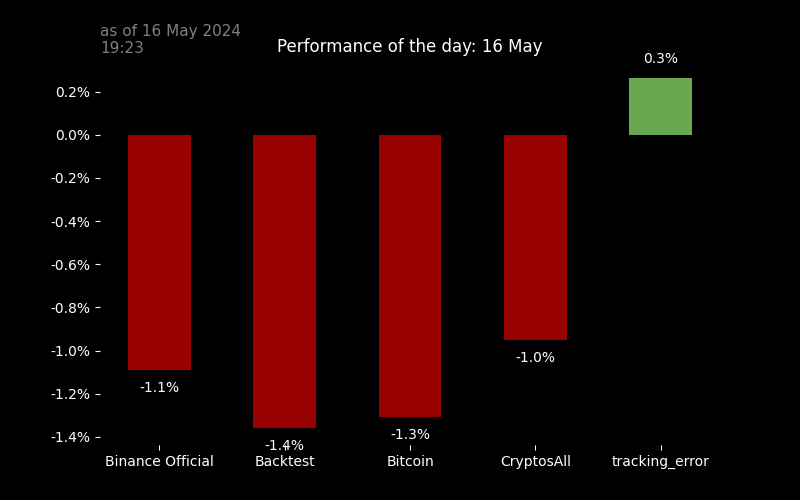 as of 16 May 2024
19:23
Performance of the day: 16 May
0.3%
0.2%
0.0%
-0.2%
-0.4%
-0.6%
-0.8%
-1.0%
-1.2%
-1.4%
-1.1%
-1.4%
-1.3%
-1.0%
Binance Official
Backtest
Bitcoin
CryptosAll
tracking_error